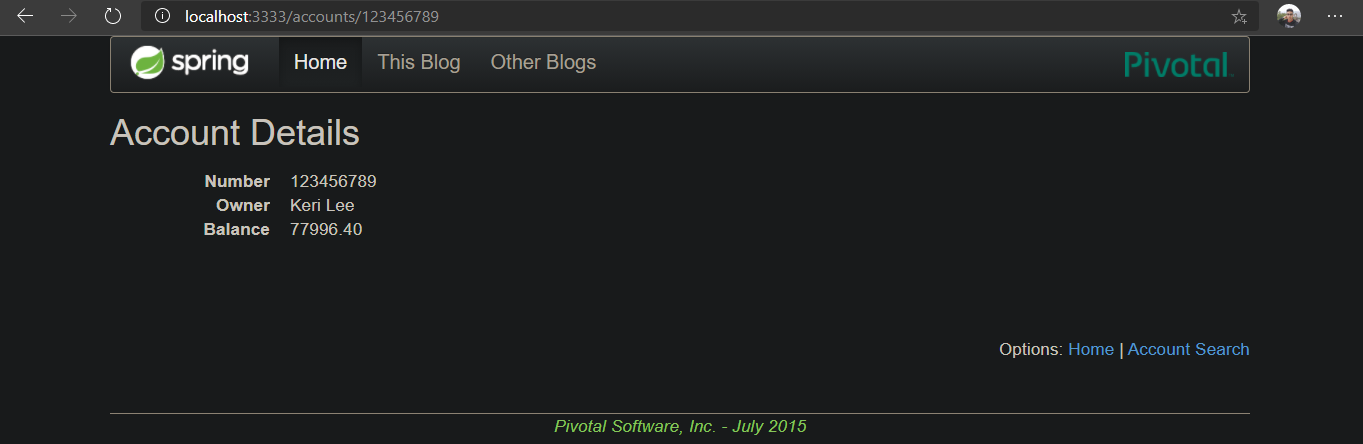 localhost:3333/accounts/123456789
spring Home This Blog Other Blogs Pivotal
Account Details
Number 123456789
Owner Keri Lee
Balance 77996.40
Options: Home | Account Search
Pivotal Software, Inc. - July 2015